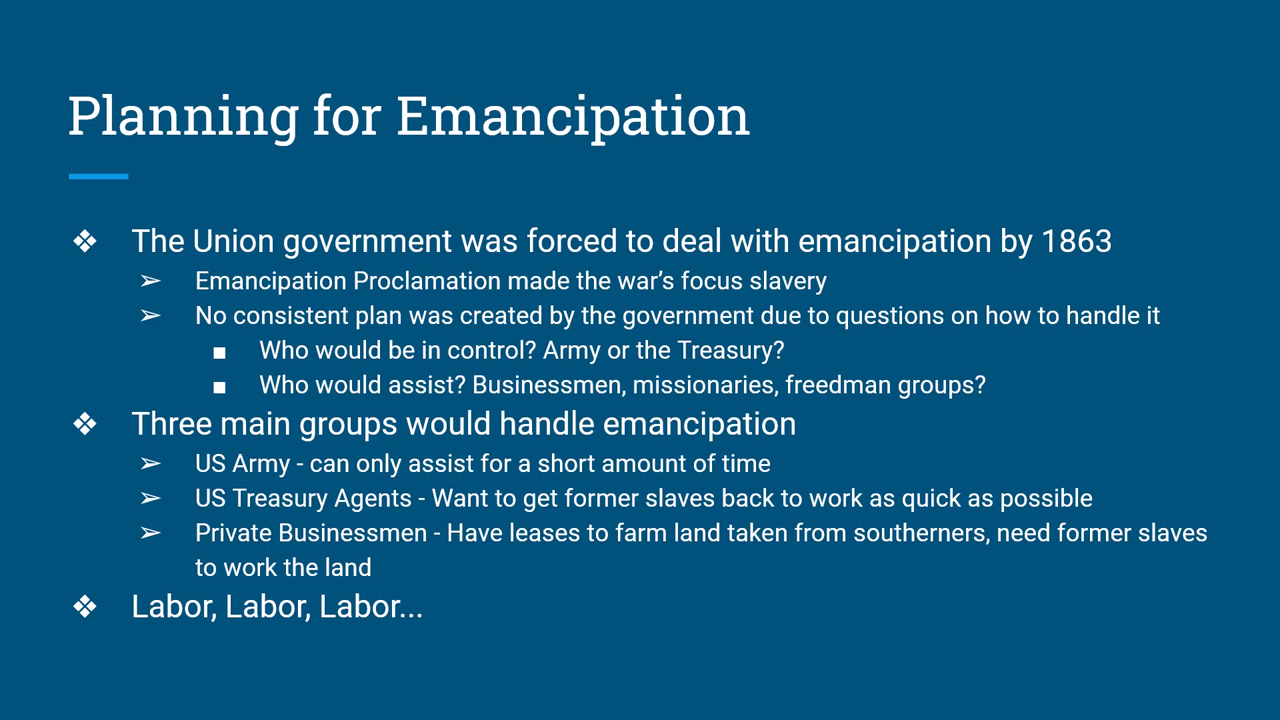 Planning for Emancipation
❖ The Union government was forced to deal with emancipation by 1863
➢ Emancipation Proclamation made the war’s focus slavery
➢ No consistent plan was created by the government due to questions on how to handle it
■ Who would be in control? Army or the Treasury?
■ Who would assist? Businessmen, missionaries, freedman groups?
❖ Three main groups would handle emancipation
➢ US Army - can only assist for a short amount of time
➢ US Treasury Agents - Want to get former slaves back to work as quick as possible
➢ Private Businessmen - Have leases to farm land taken from southerners, need former slaves
to work the land
❖ Labor, Labor, Labor...